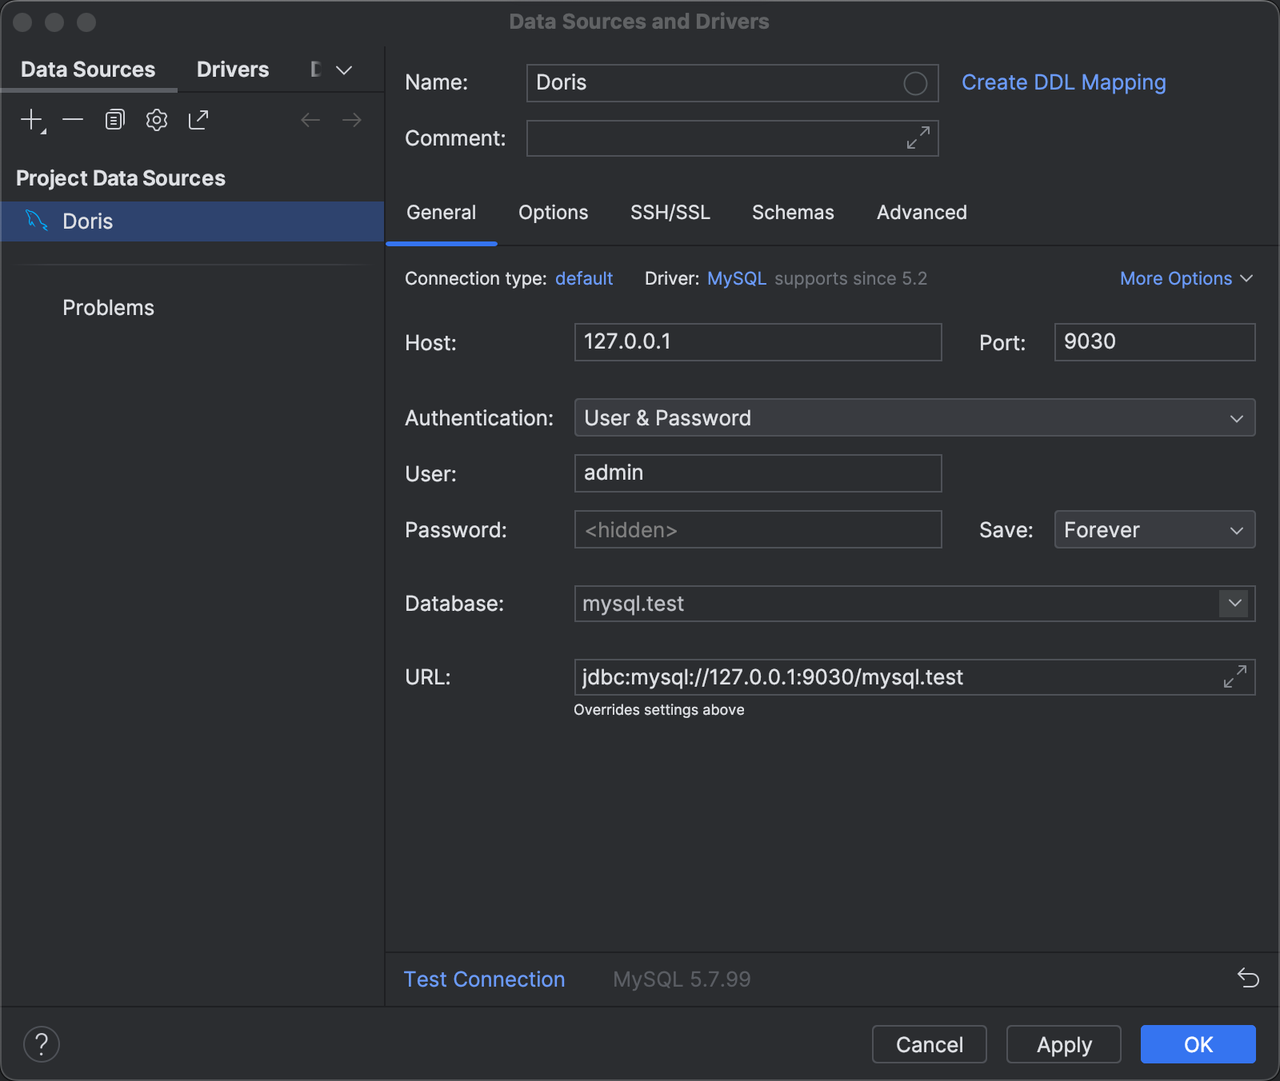 Data Sources and Drivers
Data Sources
Drivers
Project Data Sources
Doris
Problems
Name: Doris Create DDL Mapping
Comment:
General Options SSH/SSL Schemas Advanced
Connection type: default Driver: MySQL supports since 5.2 More Options
Host: 127.0.0.1 Port: 9030
Authentication: User & Password
User: admin
Password: <hidden> Save: Forever
Database: mysql.test
URL: jdbc:mysql://127.0.0.1:9030/mysql.test
Overrides settings above
Test Connection MySQL 5.7.99
? Cancel Apply OK